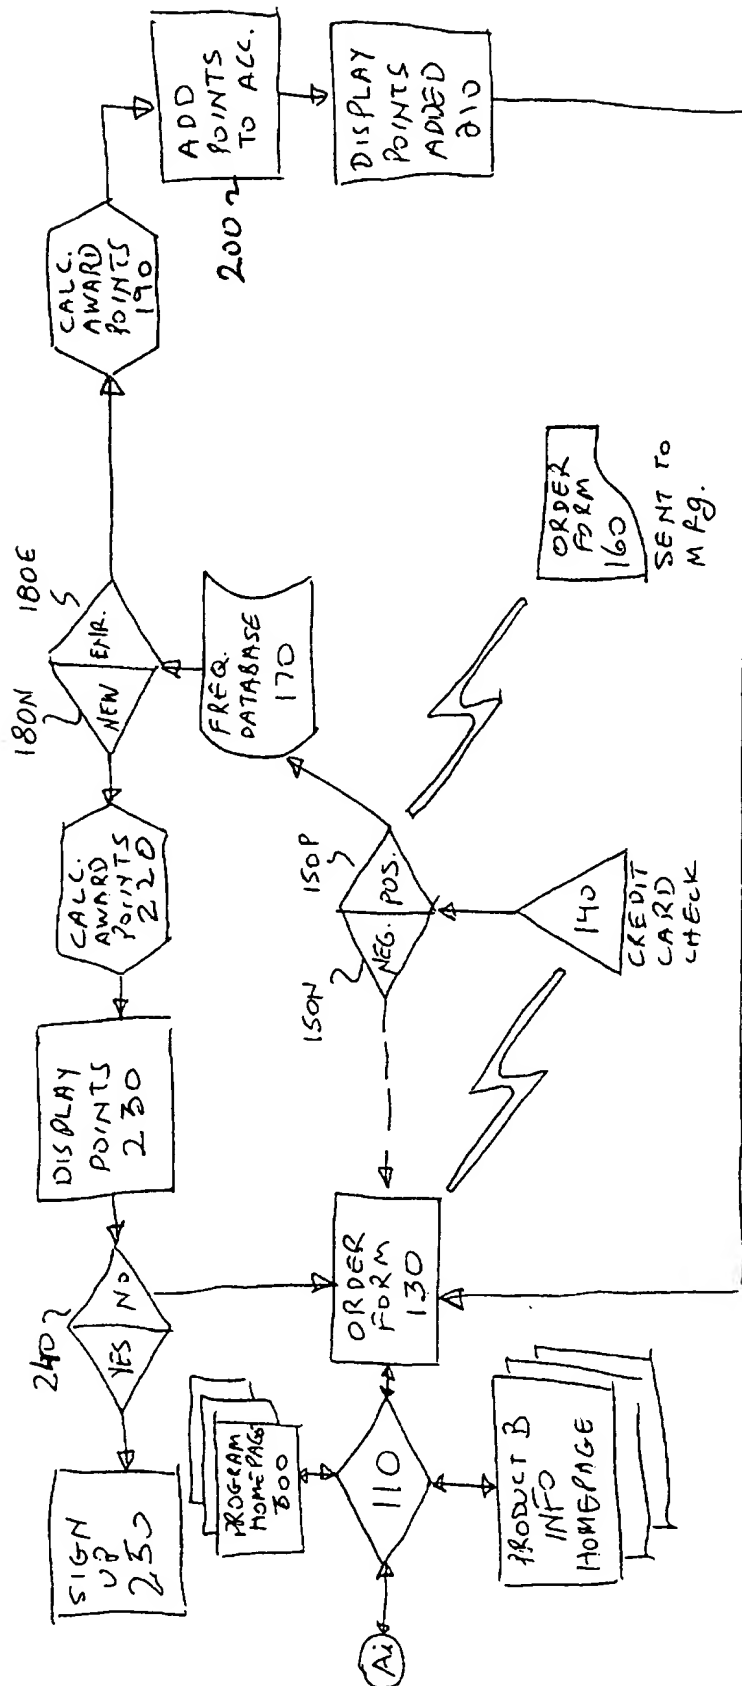 Ai
110
PROGRAM
HOMEPAGE
300
PRODUCT B
INFO
HOMEPAGE
ORDER
FORM
130
140
CREDIT
CARD
CHECK
150N
NEG.
150P
POS.
ORDER
FORM
160
SENT TO
Mfg.
FREQ.
DATABASE
170
180N
NEW
180E
ENR.
CALC.
AWARD
POINTS
190
ADD
POINTS
TO ACC.
200
DISPLAY
POINTS
ADDED
210
CALC.
AWARD
POINTS
220
DISPLAY
POINTS
230
240
YES
NO
SIGN
UP
250